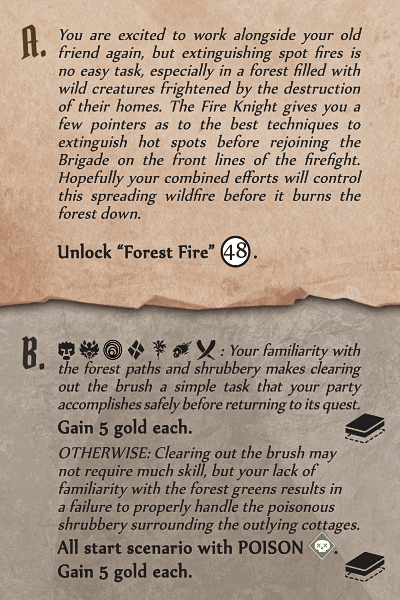 A. You are excited to work alongside your old
friend again, but extinguishing spot fires is
no easy task, especially in a forest filled with
wild creatures frightened by the destruction
of their homes. The Fire Knight gives you a
few pointers as to the best techniques to
extinguish hot spots before rejoining the
Brigade on the front lines of the firefight.
Hopefully your combined efforts will control
this spreading wildfire before it burns the
forest down.
Unlock “Forest Fire” 48.
B. : Your familiarity with
the forest paths and shrubbery makes clearing
out the brush a simple task that your party
accomplishes safely before returning to its quest.
Gain 5 gold each.
OTHERWISE: Clearing out the brush may
not require much skill, but your lack of
familiarity with the forest greens results in
a failure to properly handle the poisonous
shrubbery surrounding the outlying cottages.
All start scenario with POISON .
Gain 5 gold each.